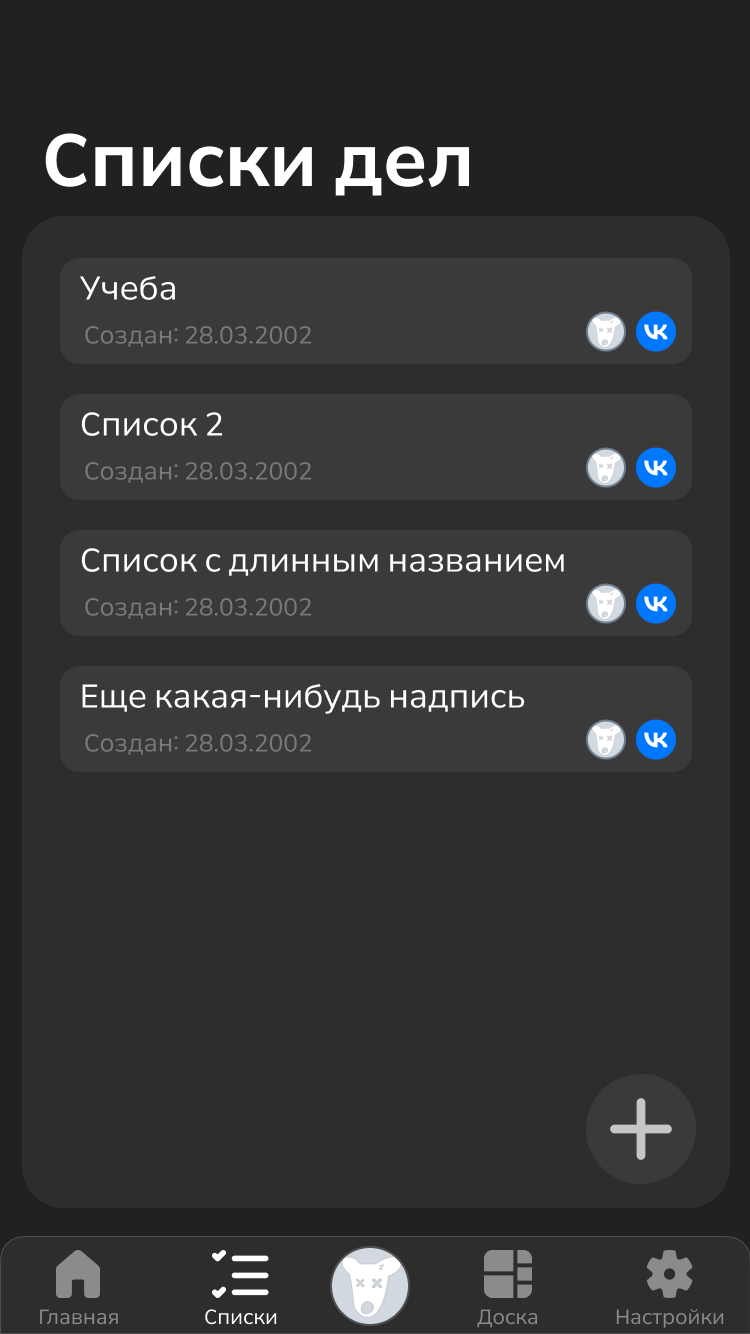 Списки дел
Учеба
Создан: 28.03.2002
Список 2
Создан: 28.03.2002
Список с длинным названием
Создан: 28.03.2002
Еще какая-нибудь надпись
Создан: 28.03.2002
Главная
Списки
Доска
Настройки